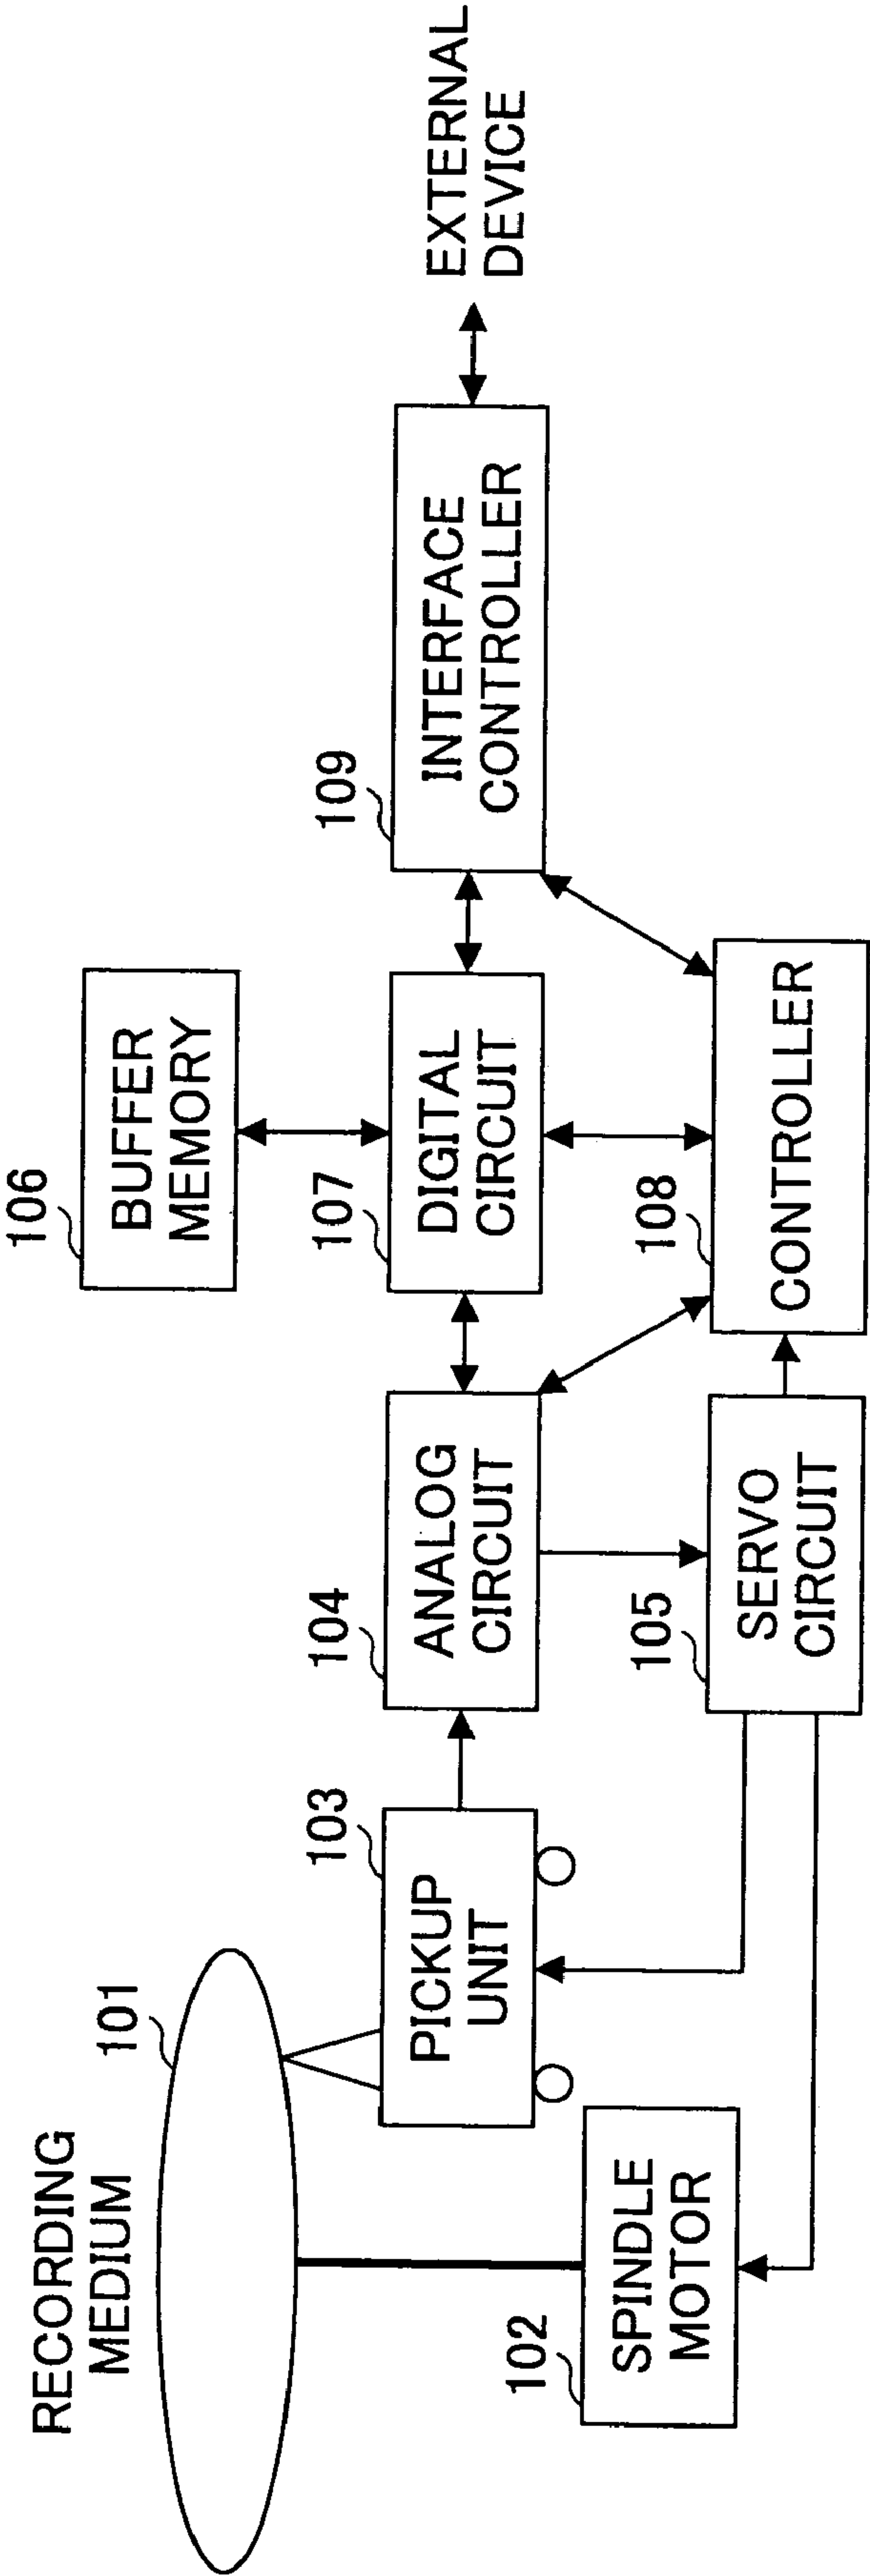 RECORDING
MEDIUM
101
102
SPINDLE
MOTOR
103
PICKUP
UNIT
104
ANALOG
CIRCUIT
105
SERVO
CIRCUIT
106
BUFFER
MEMORY
107
DIGITAL
CIRCUIT
108
CONTROLLER
109
INTERFACE
CONTROLLER
EXTERNAL
DEVICE